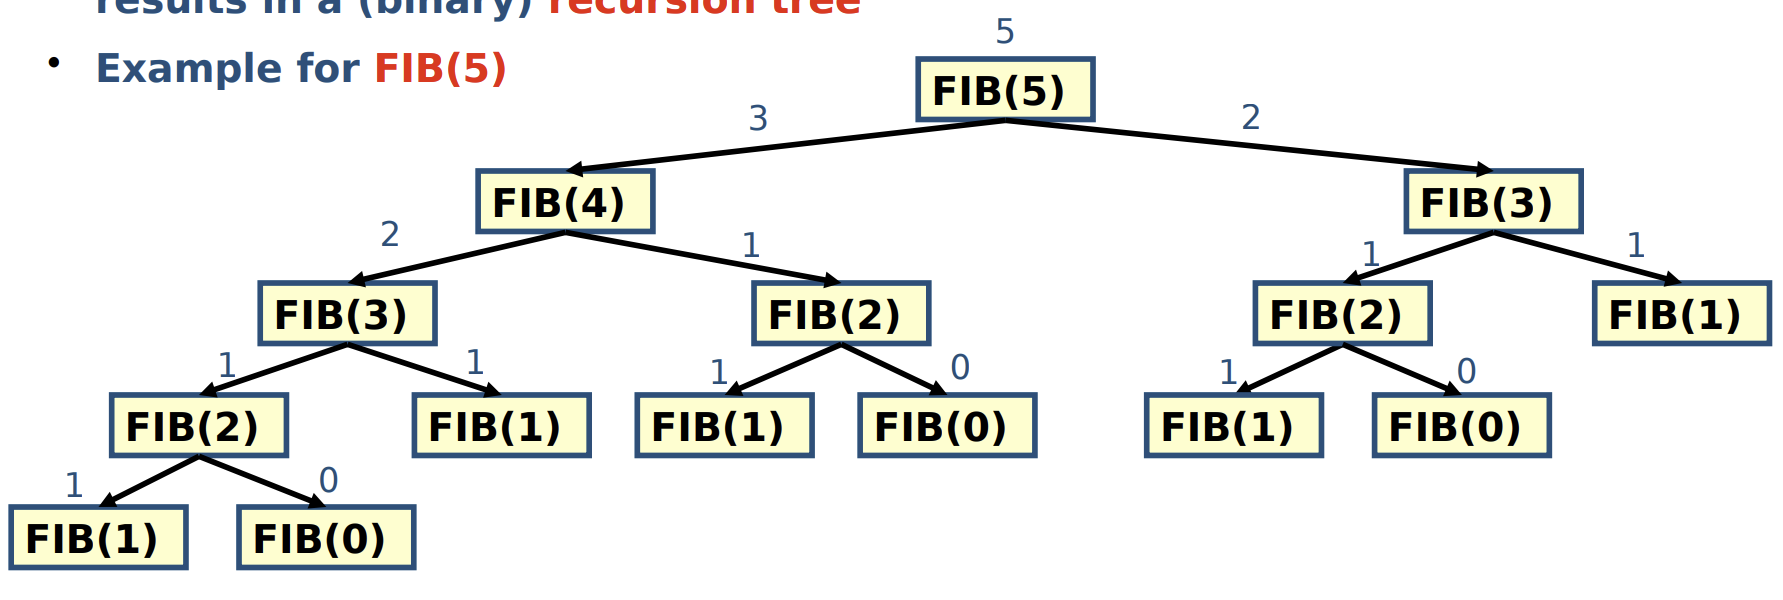 results in a (binary) recursion tree
5
• Example for FIB(5)
FIB(5)
3 2
FIB(4) FIB(3)
2 1 1 1
FIB(3) FIB(2) FIB(2) FIB(1)
1 1 1 0 1 0
FIB(2) FIB(1) FIB(1) FIB(0) FIB(1) FIB(0)
1 0
FIB(1) FIB(0)